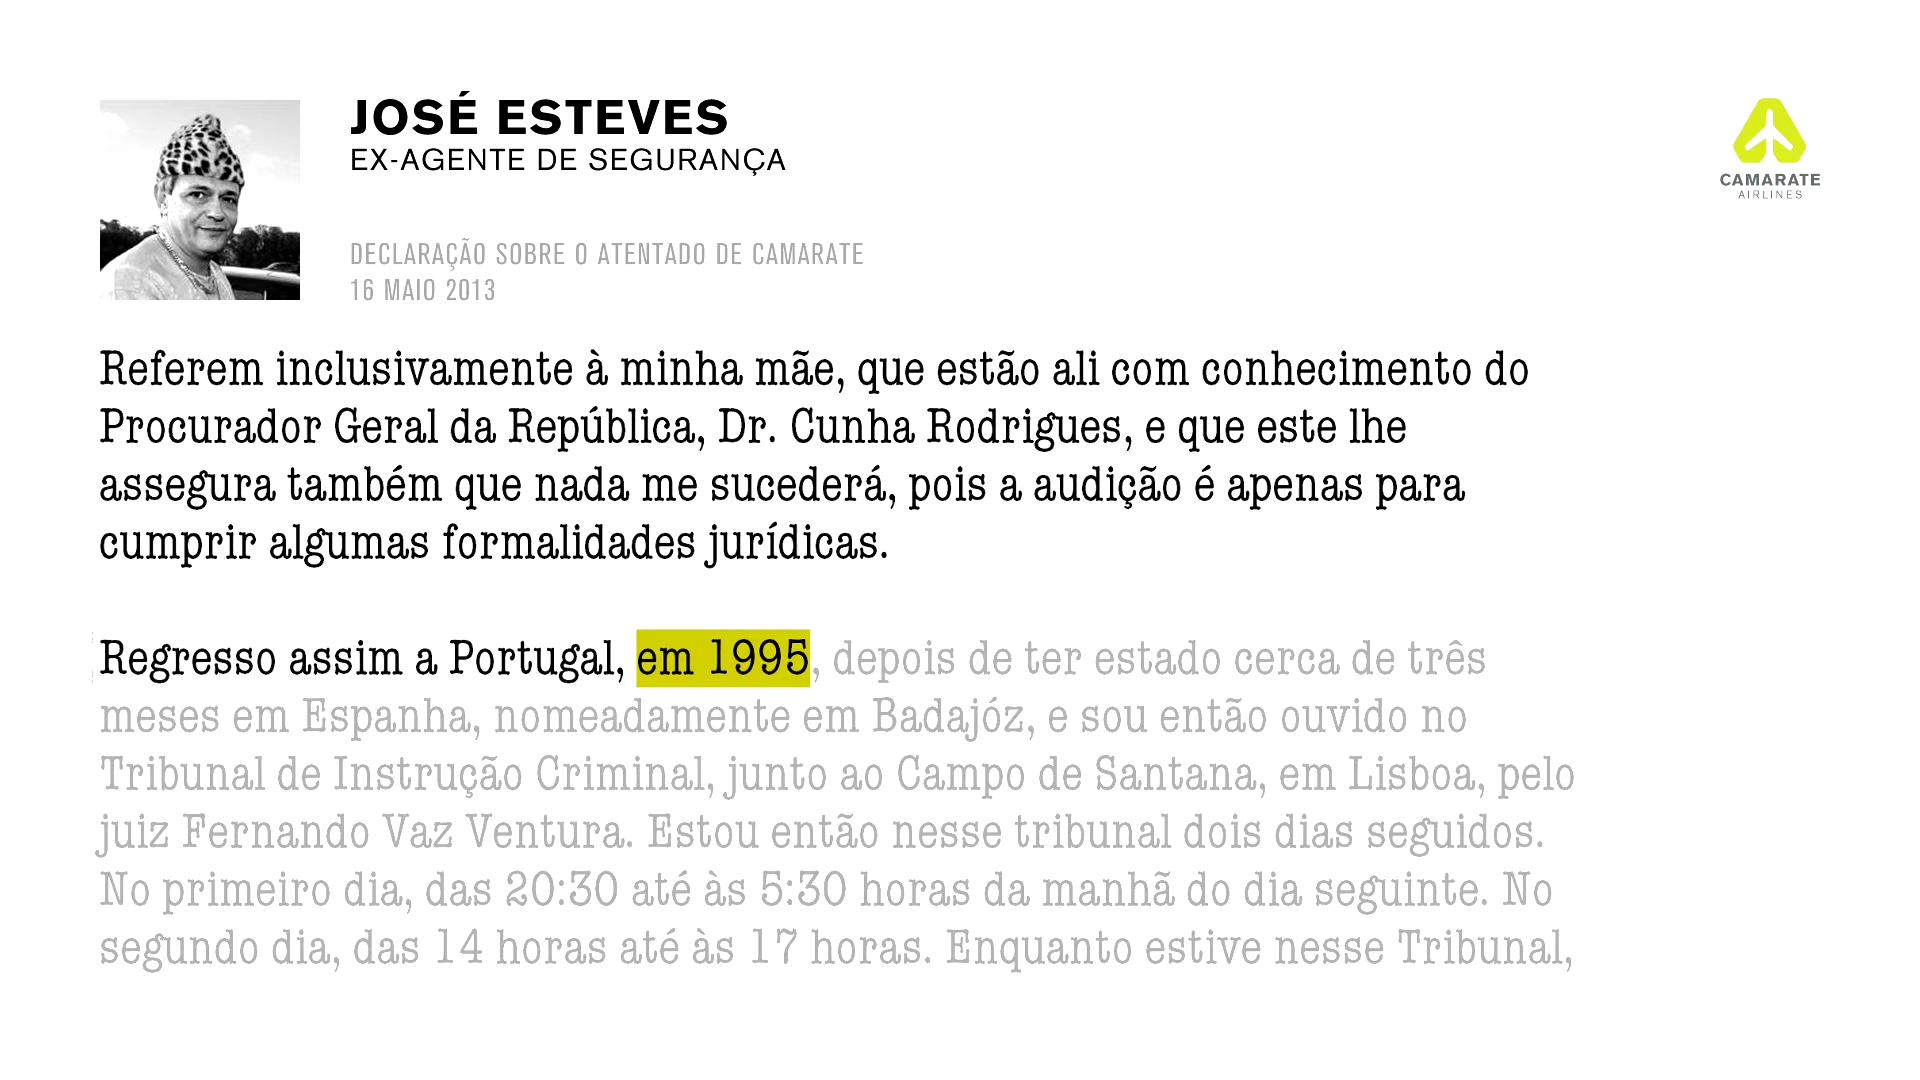 JOSÉ ESTEVES
EX-AGENTE DE SEGURANÇA
DECLARAÇÃO SOBRE O ATENTADO DE CAMARATE
16 MAIO 2013
CAMARATE
AIRLINES
Referem inclusivamente à minha mãe, que estão ali com conhecimento do
Procurador Geral da República, Dr. Cunha Rodrigues, e que este lhe
assegura também que nada me sucederá, pois a audição é apenas para
cumprir algumas formalidades jurídicas.
Regresso assim a Portugal, em 1995, depois de ter estado cerca de três
meses em Espanha, nomeadamente em Badajóz, e sou então ouvido no
Tribunal de Instrução Criminal, junto ao Campo de Santana, em Lisboa, pelo
juiz Fernando Vaz Ventura. Estou então nesse tribunal dois dias seguidos.
No primeiro dia, das 20:30 até às 5:30 horas da manhã do dia seguinte. No
segundo dia, das 14 horas até às 17 horas. Enquanto estive nesse Tribunal,